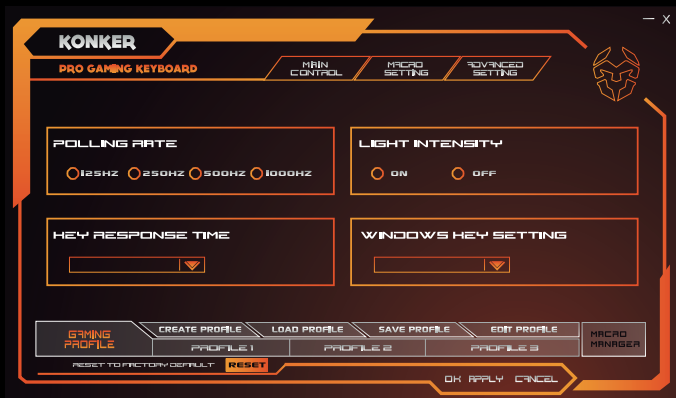 — X
KONKER
PRO GAMING KEYBOARD
MAIN CONTROL
MACRO SETTING
ADVANCED SETTING
POLLING RATE
125HZ 250HZ 500HZ 1000HZ
LIGHT INTENSITY
ON OFF
KEY RESPONSE TIME
WINDOWS KEY SETTING
GAMING PROFILE
CREATE PROFILE LOAD PROFILE SAVE PROFILE EDIT PROFILE
PROFILE 1 PROFILE 2 PROFILE 3
MACRO MANAGER
RESET TO FACTORY DEFAULT RESET
OK APPLY CANCEL